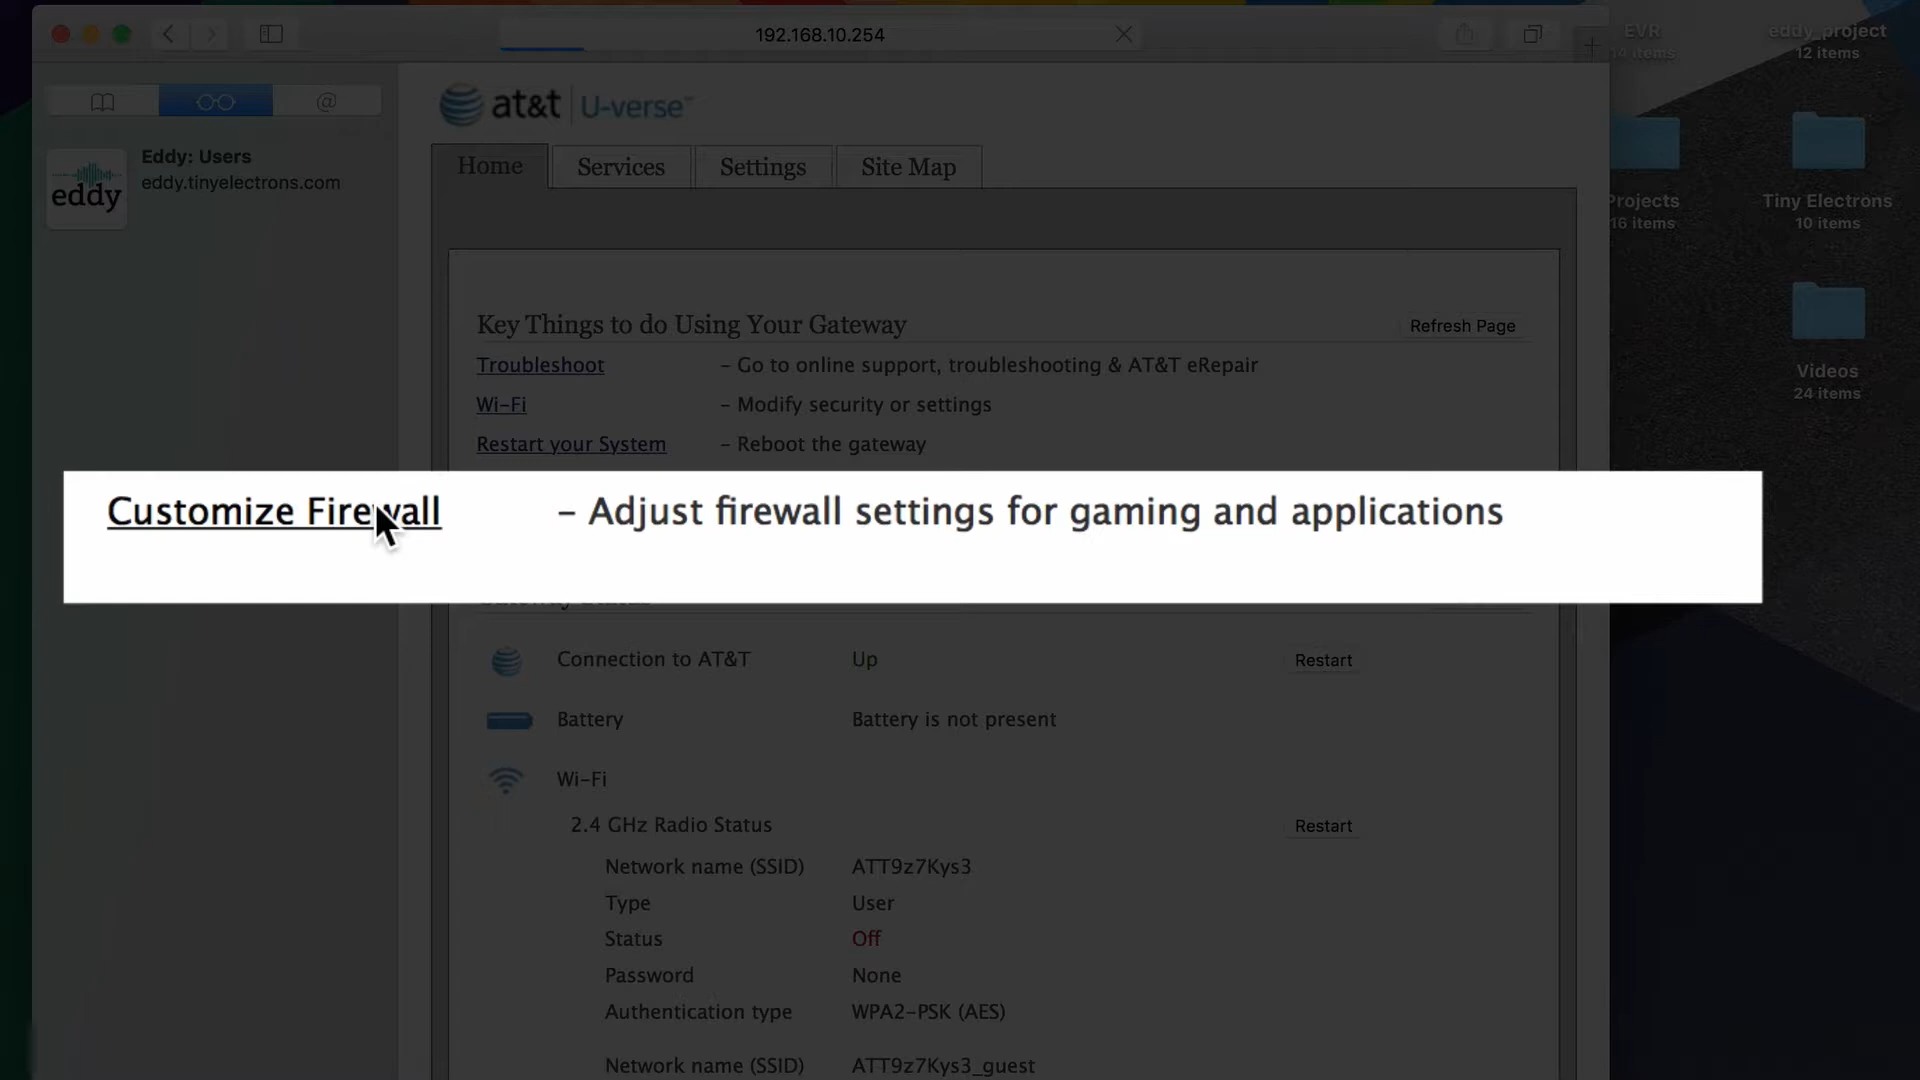 192.168.10.254
EVR
14 items
eddy_project
12 items
@
at&t U-verse™
Eddy: Users
eddy.tinyelectrons.com
eddy
Home Services Settings Site Map
Projects
16 items
Tiny Electrons
10 items
Key Things to do Using Your Gateway
Refresh Page
Troubleshoot – Go to online support, troubleshooting & AT&T eRepair
Wi-Fi – Modify security or settings
Restart your System – Reboot the gateway
Videos
24 items
Customize Firewall – Adjust firewall settings for gaming and applications
Connection to AT&T Up Restart
Battery Battery is not present
Wi-Fi
2.4 GHz Radio Status Restart
Network name (SSID) ATT9z7Kys3
Type User
Status Off
Password None
Authentication type WPA2-PSK (AES)
Network name (SSID) ATT9z7Kys3_guest